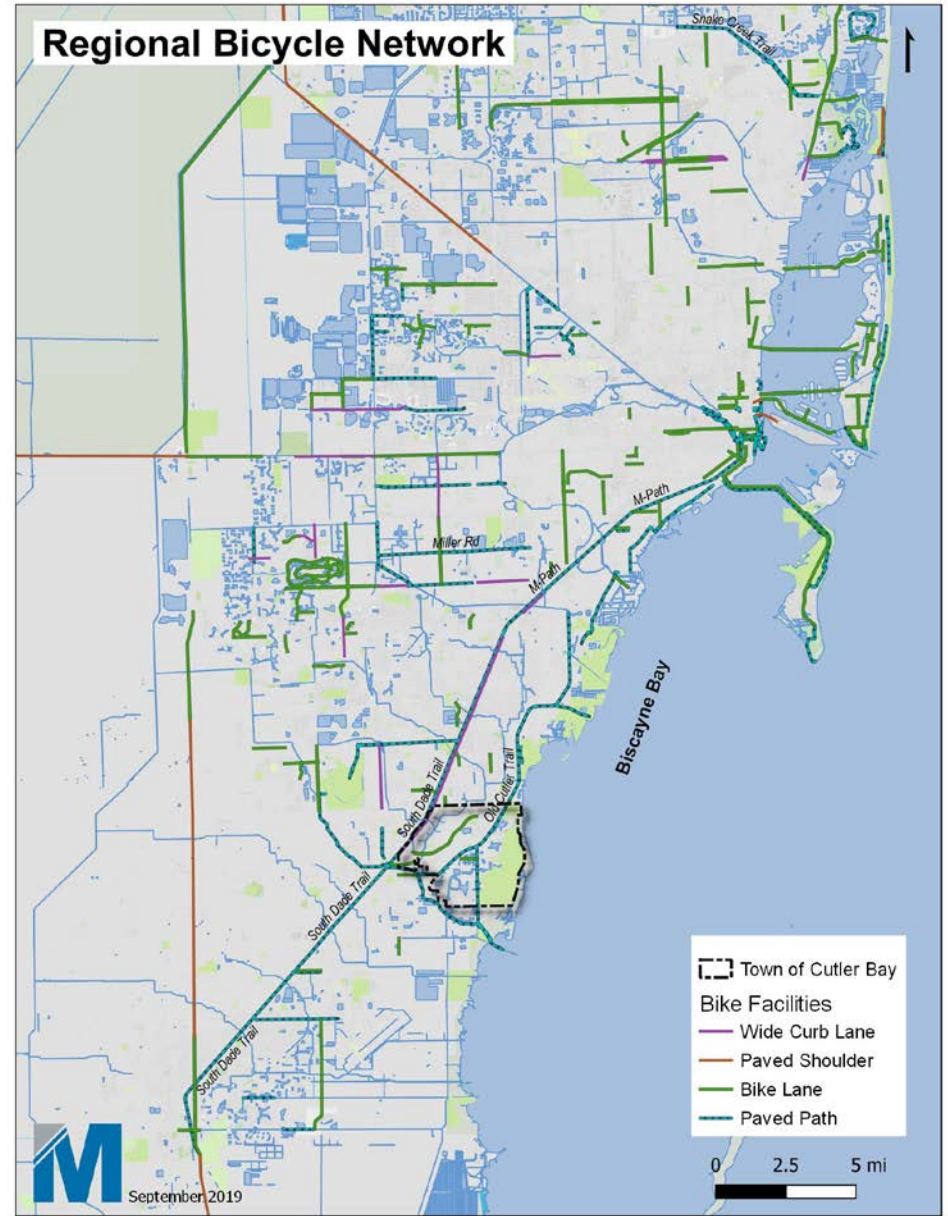 Regional Bicycle Network
Snake Creek Trail
M-Path
Miller Rd
M-Path
Biscayne Bay
South Dade Trail
Old Cutler Trail
South Dade Trail
South Dade Trail
Town of Cutler Bay
Bike Facilities
Wide Curb Lane
Paved Shoulder
Bike Lane
Paved Path
0 2.5 5 mi
M
September 2019